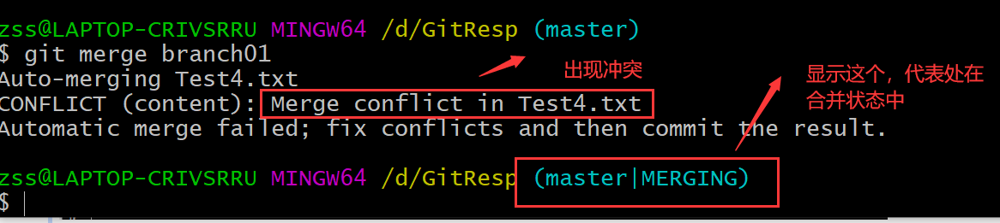 zss@LAPTOP-CRIVSRRU MINGW64 /d/GitResp (master)
$ git merge branch01
出现冲突
显示这个，代表处在
合并状态中
Auto-merging Test4.txt
CONFLICT (content): Merge conflict in Test4.txt
Automatic merge failed; fix conflicts and then commit the result.
zss@LAPTOP-CRIVSRRU MINGW64 /d/GitResp (master|MERGING)
$